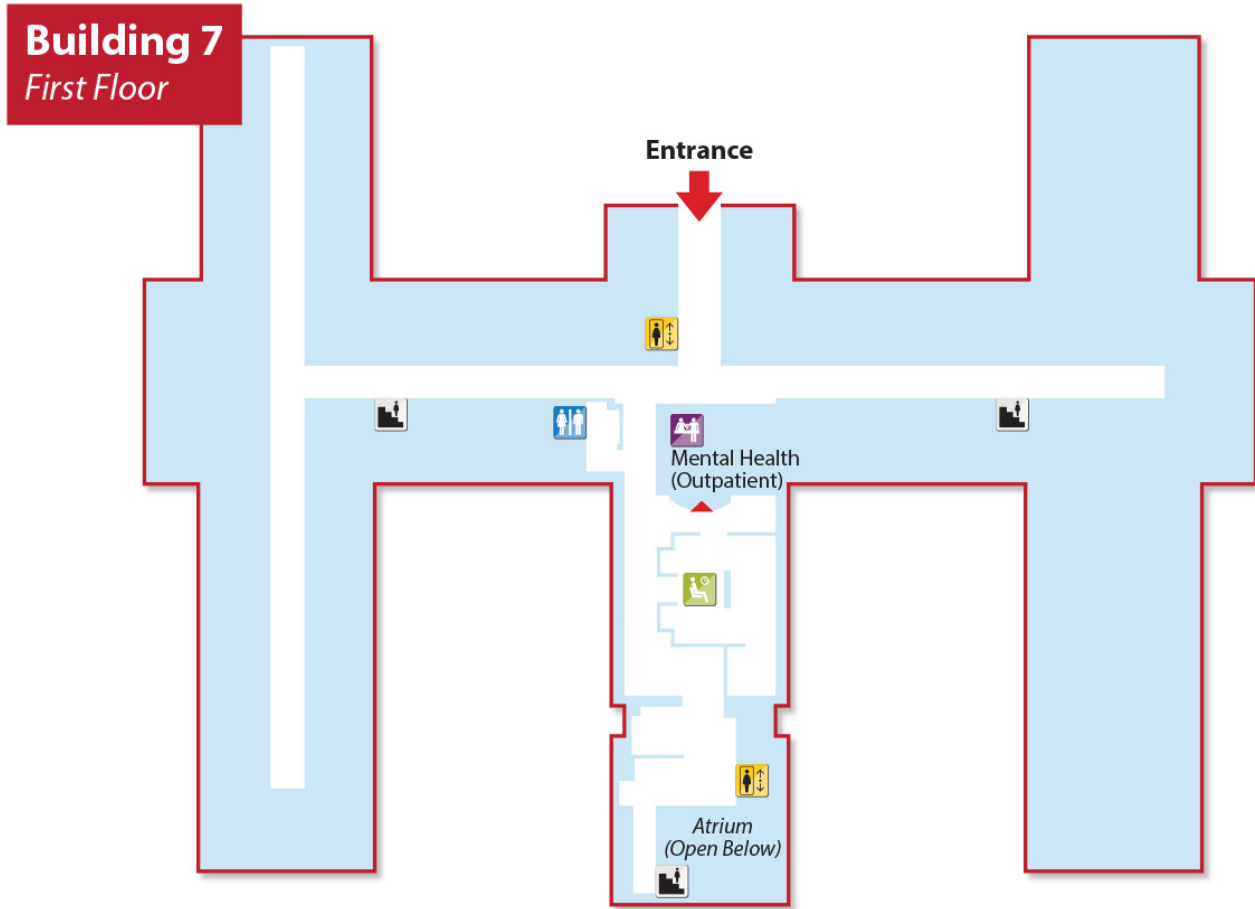 Building 7
First Floor
Entrance
Mental Health
(Outpatient)
Atrium
(Open Below)